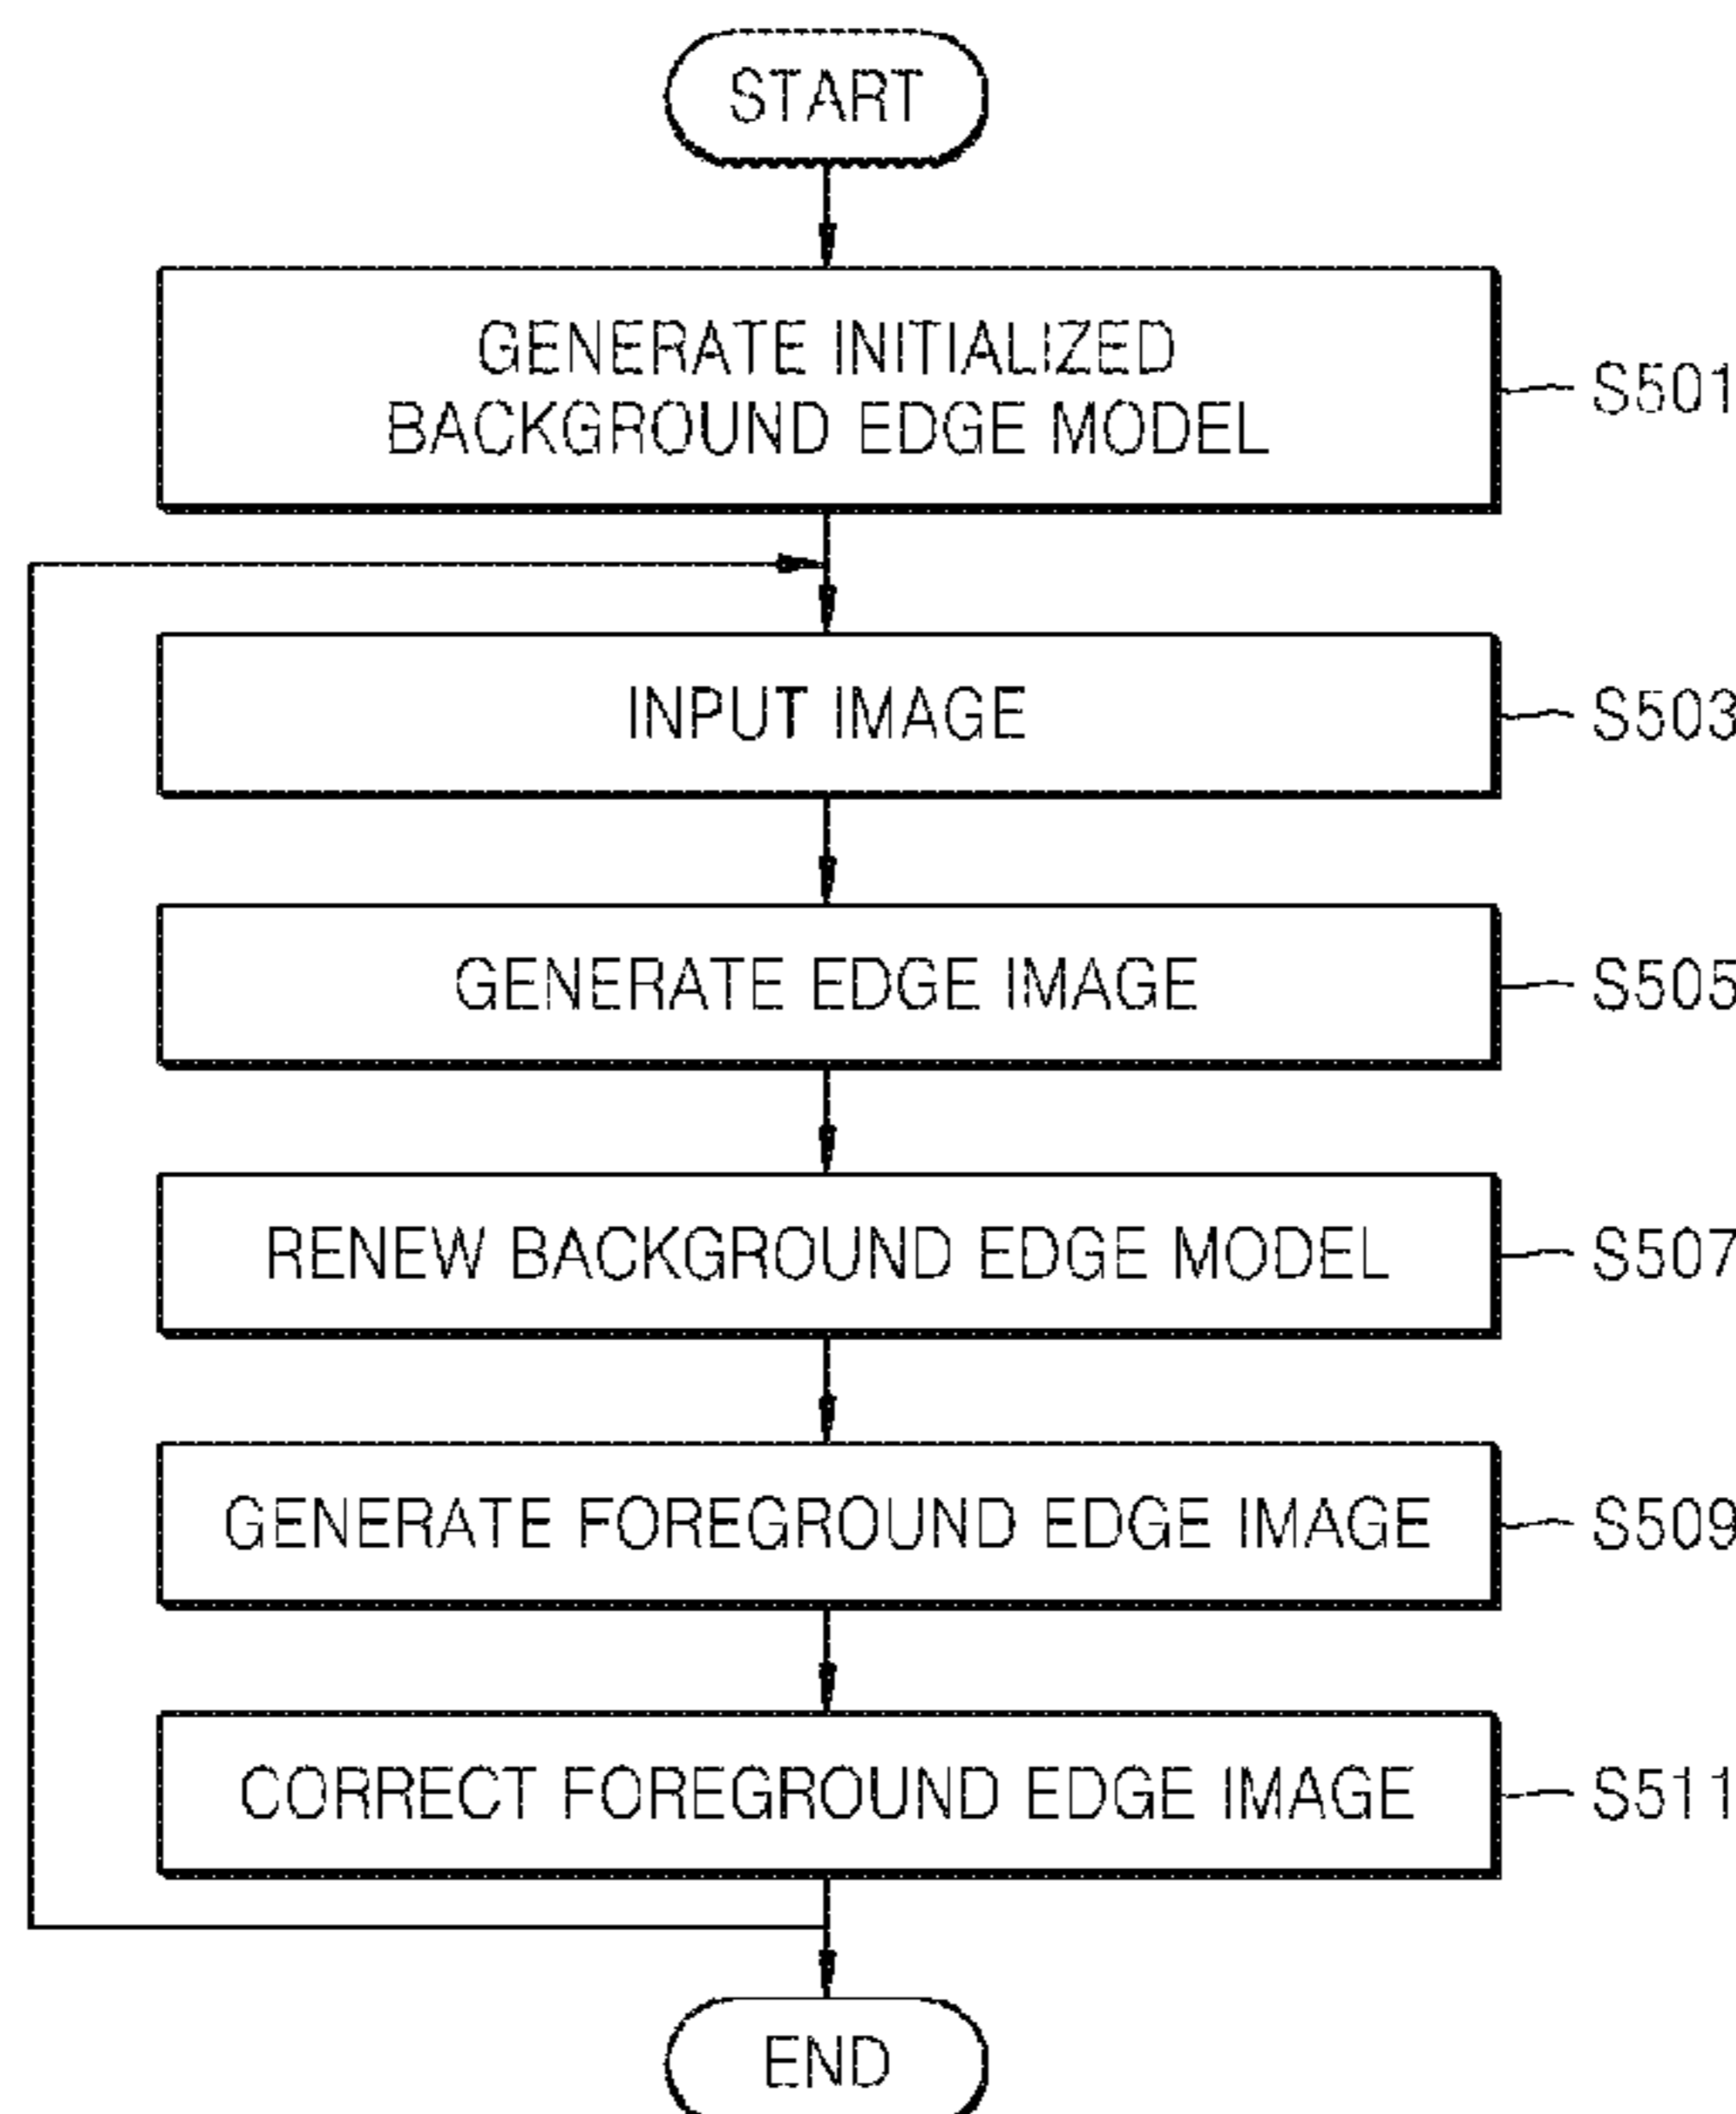 START
GENERATE INITIALIZED
BACKGROUND EDGE MODEL
S501
INPUT IMAGE
S503
GENERATE EDGE IMAGE
S505
RENEW BACKGROUND EDGE MODEL
S507
GENERATE FOREGROUND EDGE IMAGE
S509
CORRECT FOREGROUND EDGE IMAGE
S511
END